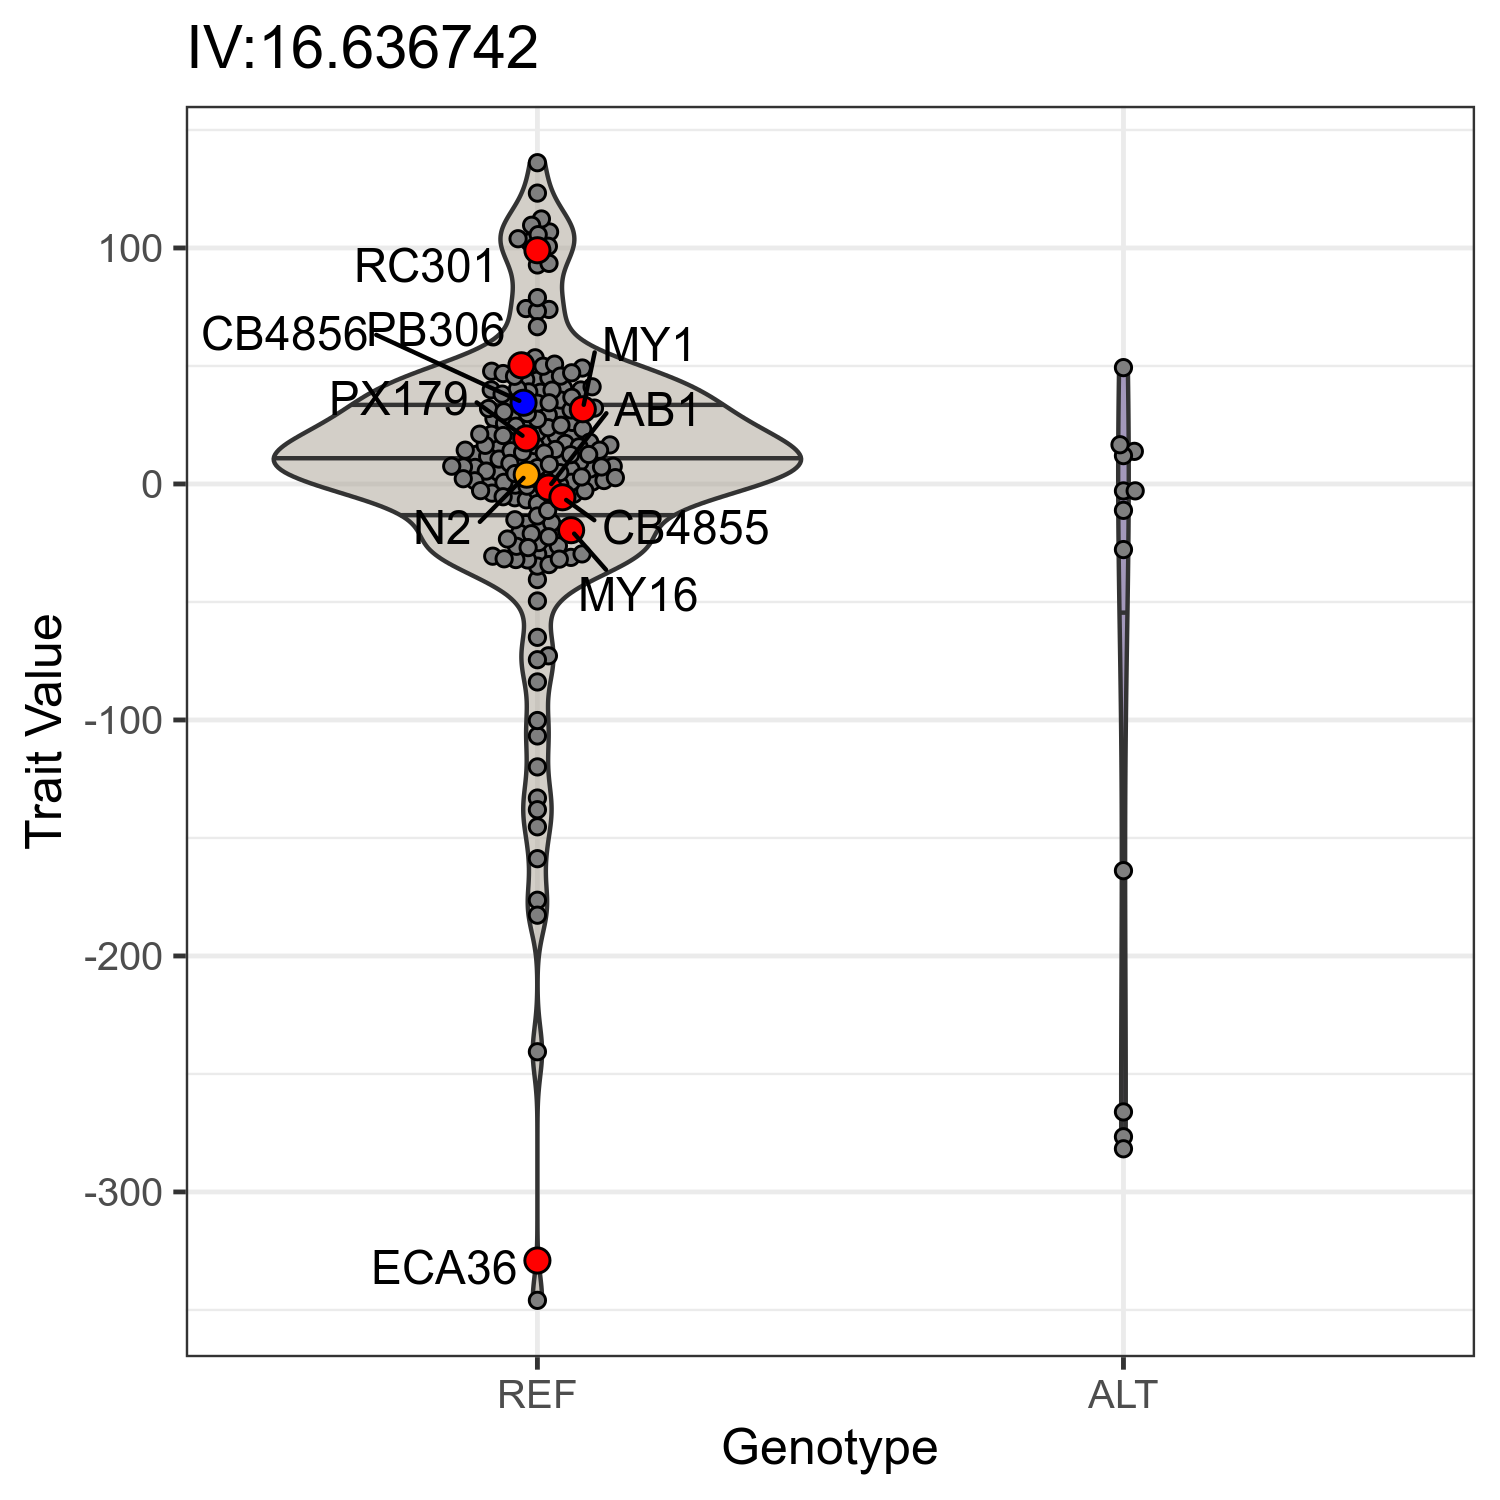 IV:16.636742
100
0
-100
-200
-300
Trait Value
RC301
CB4856
PB306
MY1
PX179
AB1
N2
CB4855
MY16
ECA36
REF
ALT
Genotype